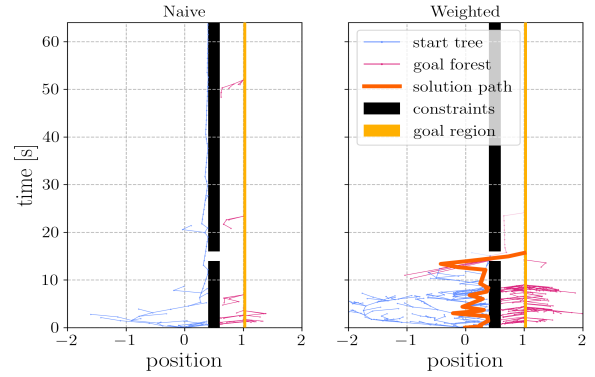 Naive
Weighted
start tree
goal forest
solution path
constraints
goal region
time [s]
60
50
40
30
20
10
0
−2
−1
0
1
2
−2
−1
0
1
2
position
position